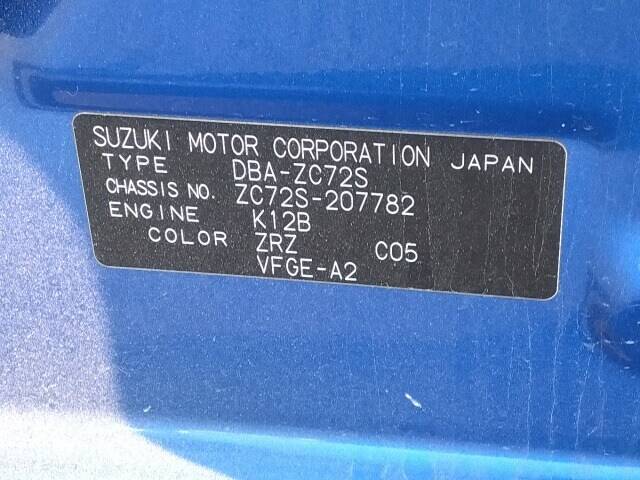 SUZUKI MOTOR CORPORATION JAPAN
TYPE DBA-ZC72S
CHASSIS NO. ZC72S-207782
ENGINE K12B
COLOR ZRZ C05
VFGE-A2